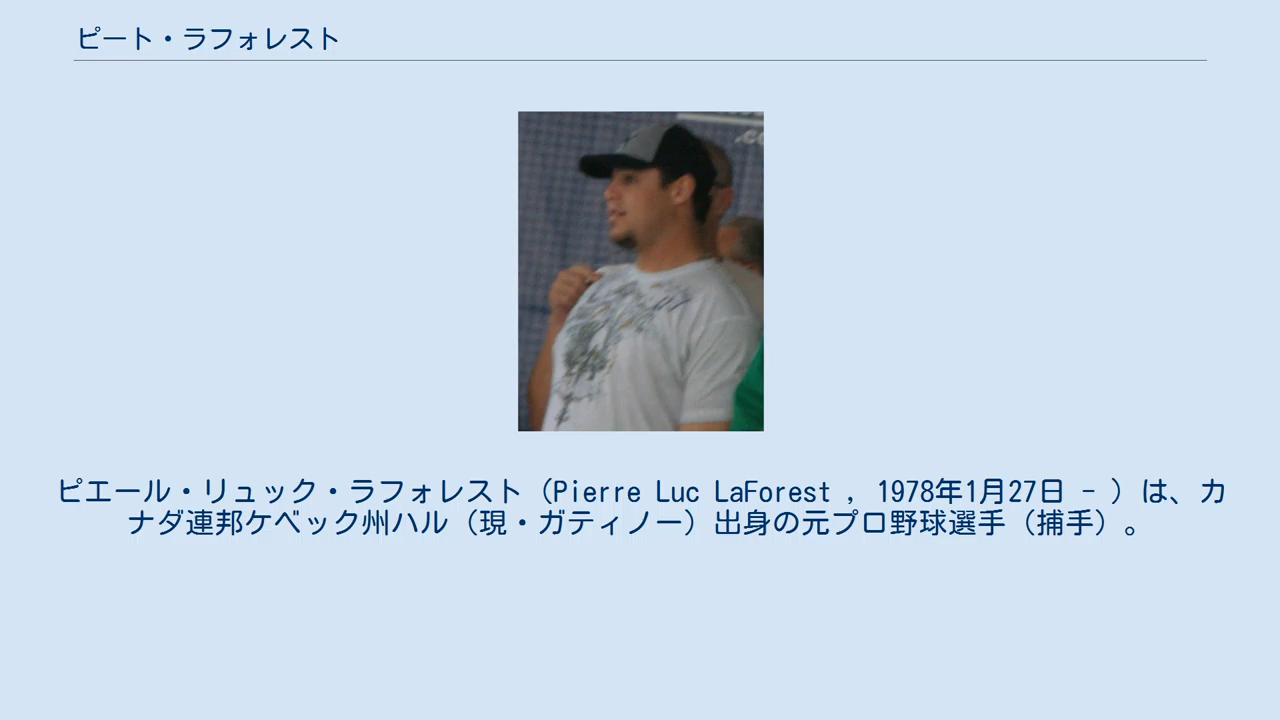 ピート・ラフォレスト
.co
ピエール・リュック・ラフォレスト（Pierre Luc LaForest , 1978年1月27日 - ）は、カ
ナダ連邦ケベック州ハル（現・ガティノー）出身の元プロ野球選手（捕手）。